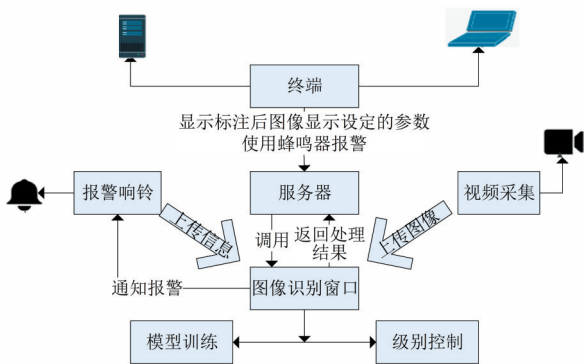 终端
显示标注后图像显示设定的参数
使用蜂鸣器报警
报警响铃
服务器
视频采集
上传信息
调用
返回处理
结果
上传图像
通知报警
图像识别窗口
模型训练
级别控制